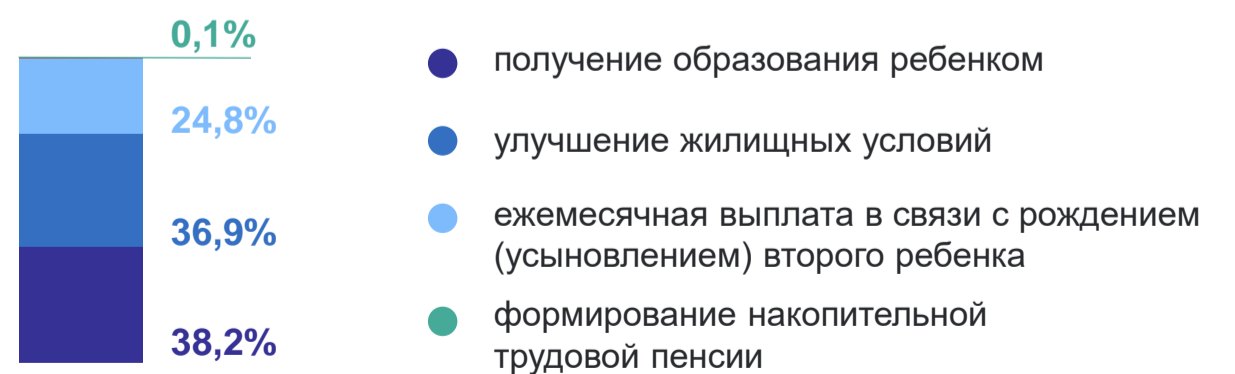 0,1%
24,8%
36,9%
38,2%
получение образования ребенком
улучшение жилищных условий
ежемесячная выплата в связи с рождением
(усыновлением) второго ребенка
формирование накопительной
трудовой пенсии